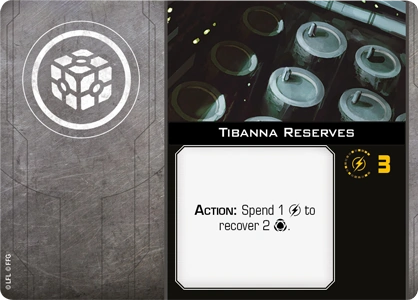 TIBANNA RESERVES
3
ACTION: Spend 1 to
recover 2 .
© LFL © FFG